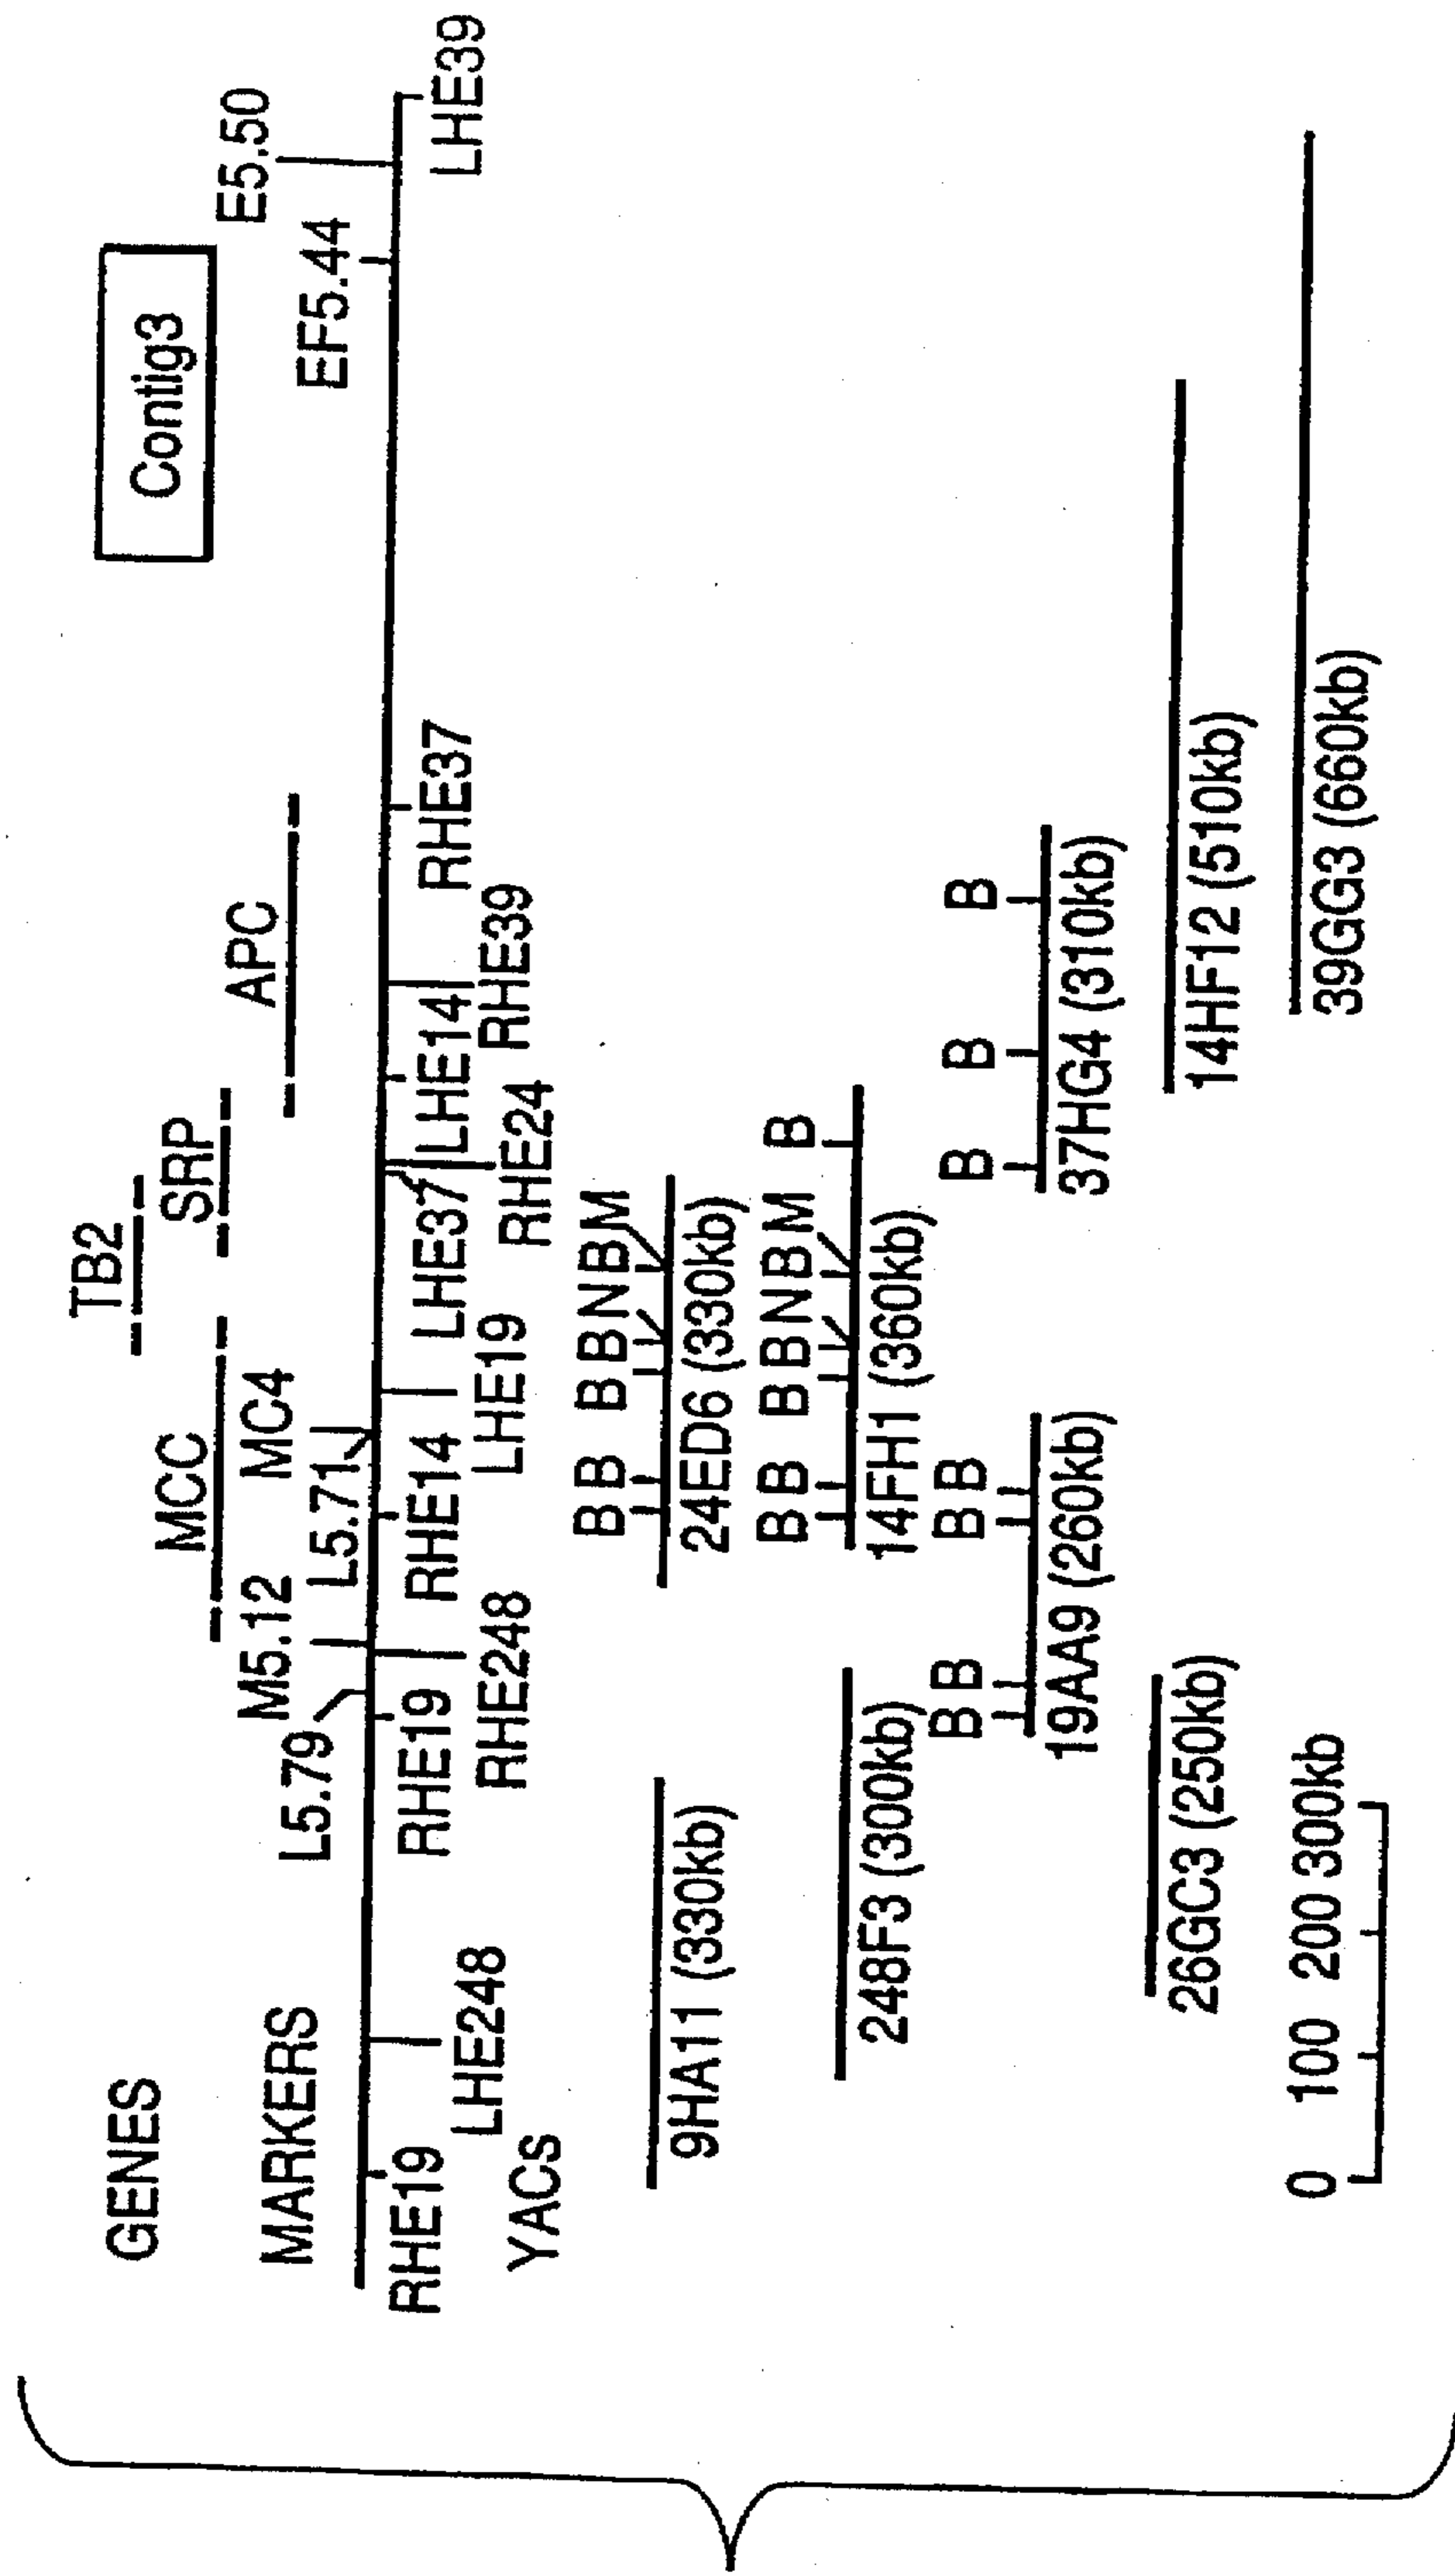 Contig3
GENES
TB2
MCC
SRP
APC
MARKERS
M5.12
MC4
E5.50
L5.79
L5.71
EF5.44
RHE19
RHE19
RHE14
LHE37
LHE14
RHE37
LHE39
LHE248
RHE248
LHE19
RHE24
RHE39
YACs
B B B B N B M
9HA11 (330kb)
24ED6 (330kb)
B B B B N B M B
248F3 (300kb)
14FH1 (360kb)
B B B B B B B
19AA9 (260kb)
37HG4 (310kb)
26GC3 (250kb)
14HF12 (510kb)
0 100 200 300kb
39GG3 (660kb)